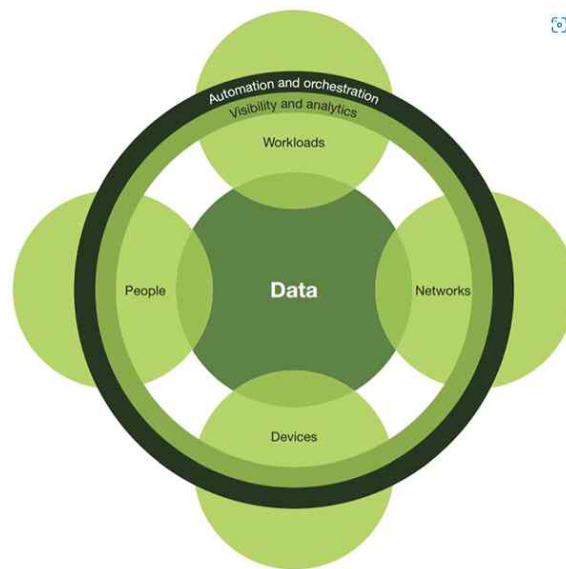 Automation and orchestration
Visibility and analytics
Workloads
People
Data
Networks
Devices